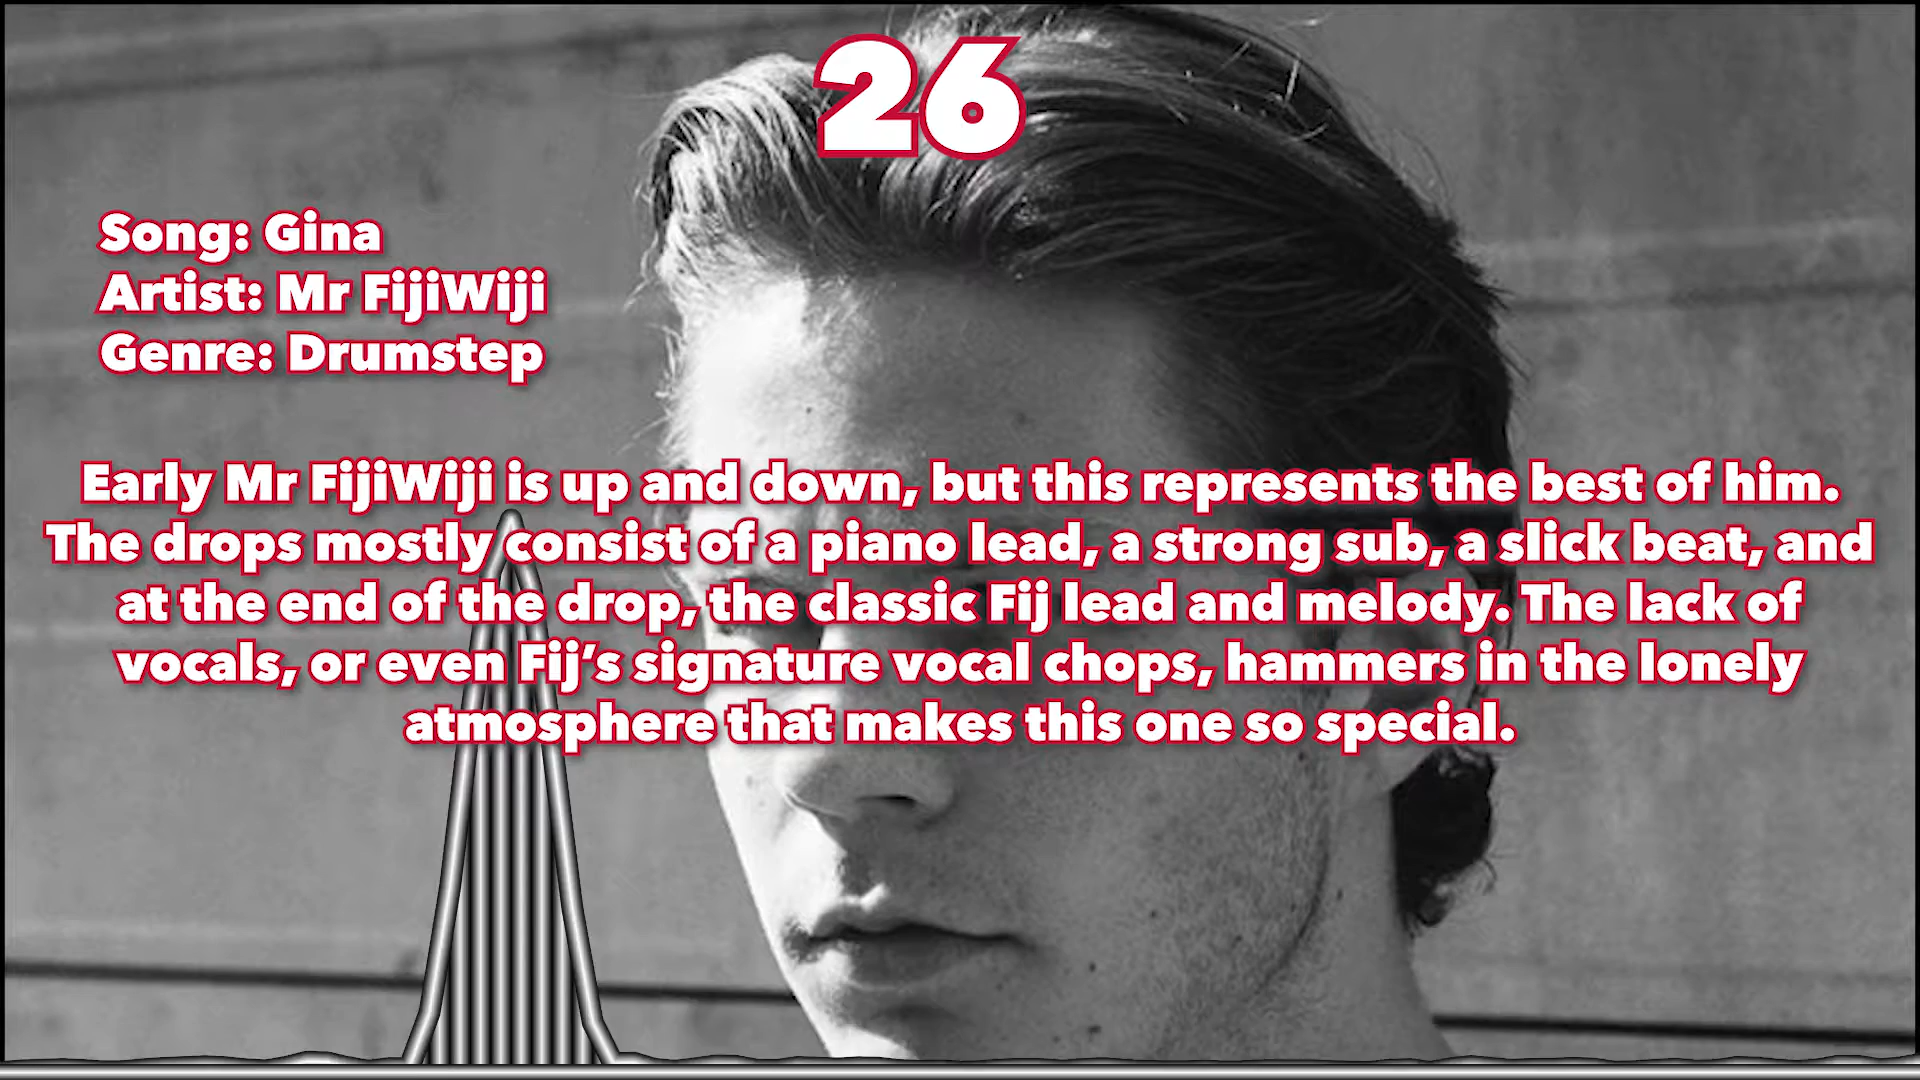 26
Song: Gina
Artist: Mr FijiWiji
Genre: Drumstep
Early Mr FijiWiji is up and down, but this represents the best of him.
The drops mostly consist of a piano lead, a strong sub, a slick beat, and
at the end of the drop, the classic Fij lead and melody. The lack of
vocals, or even Fij’s signature vocal chops, hammers in the lonely
atmosphere that makes this one so special.